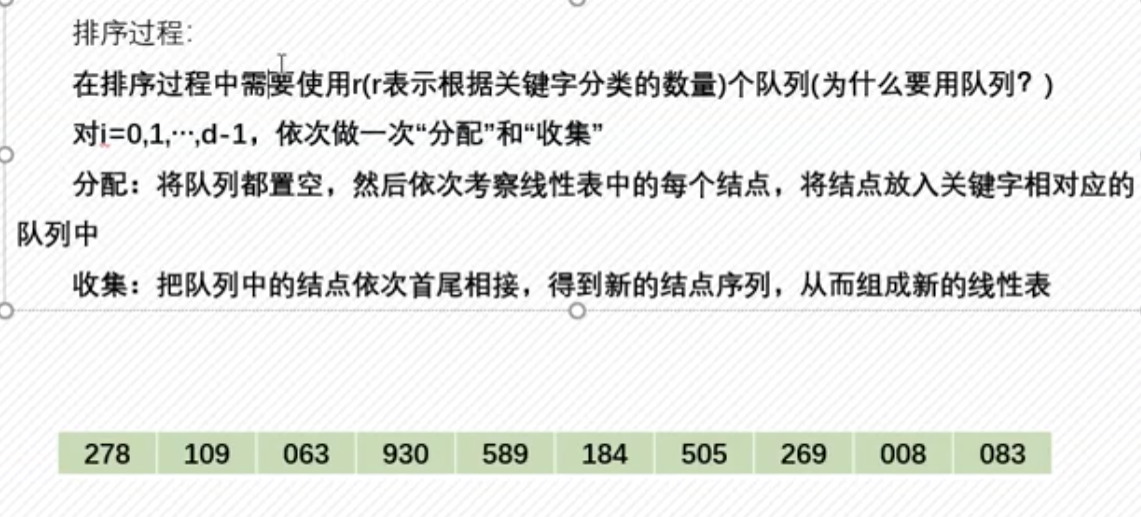 排序过程:
在排序过程中需要使用r(r表示根据关键字分类的数量)个队列(为什么要用队列？)
对i=0,1,…,d-1，依次做一次“分配”和“收集”
分配：将队列都置空，然后依次考察线性表中的每个结点，将结点放入关键字相对应的
队列中
收集：把队列中的结点依次首尾相接，得到新的结点序列，从而组成新的线性表
278 109 063 930 589 184 505 269 008 083